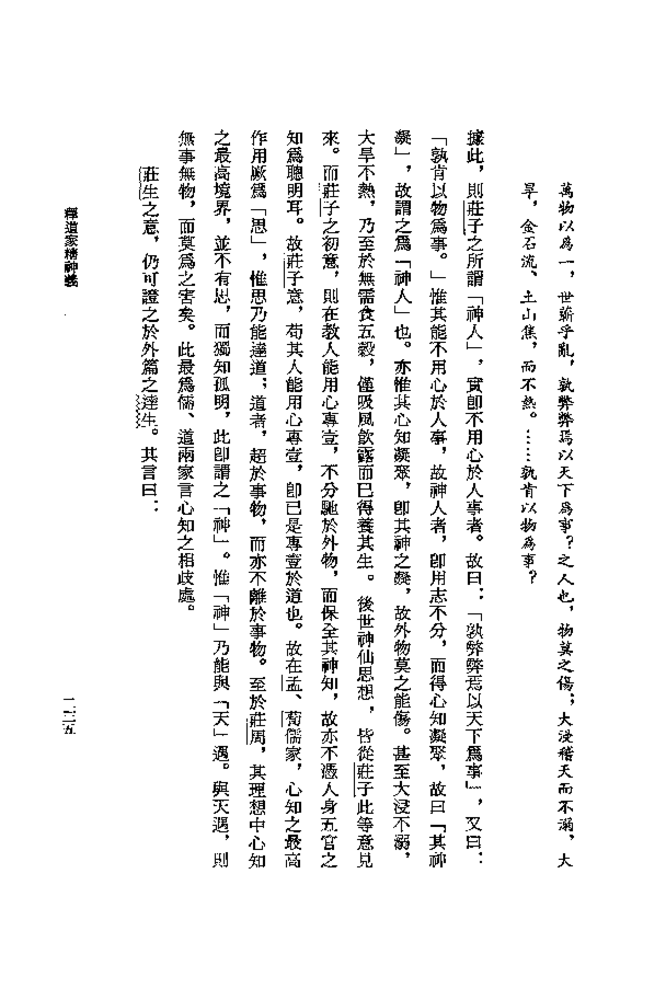 萬物以爲一，世蘄乎亂，孰弊弊焉以天下爲事？之人也，物莫之傷；大浸稽天而不溺，大
旱，金石流、土山焦，而不熱。……孰肯以物爲事？
據此，則莊子之所謂「神人」，實卽不用心於人事者。故曰：「孰弊弊焉以天下爲事」，又曰：
「孰肯以物爲事。」惟其能不用心於人事，故神人者，卽用志不分，而得心知凝聚，故曰「其神
凝」，故謂之爲「神人」也。亦惟其心知凝聚，卽其神之凝，故外物莫之能傷。甚至大浸不溺，
大旱不熱，乃至於無需食五穀，僅吸風飲露而已得養其生。後世神仙思想，皆從莊子此等意見
來。而莊子之初意，則在教人能用心專壹，不分馳於外物，而保全其神知，故亦不憑人身五官之
知爲聰明耳。故莊子意，苟其人能用心專壹，卽已是專壹於道也。故在孟、荀儒家，心知之最高
作用厥爲「思」，惟思乃能達道；道者，超於事物，而亦不離於事物。至於莊周，其理想中心知
之最高境界，並不有思，而獨知孤明，此卽謂之「神」。惟「神」乃能與「天」遇。與天遇，則
無事無物，而莫爲之害矣。此最爲儒、道兩家言心知之相歧處。
莊生之意，仍可證之於外篇之達生。其言曰：
釋道家精神義
二二五